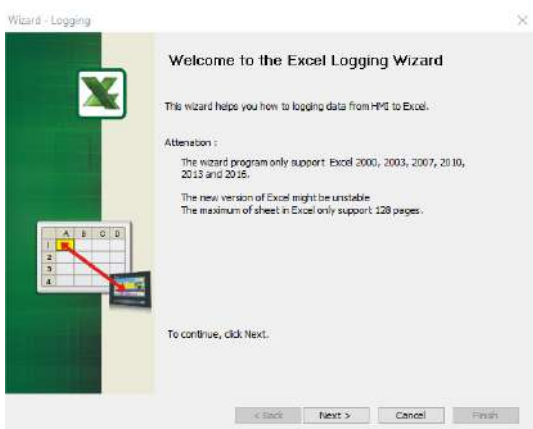 Wizard - Logging
Welcome to the Excel Logging Wizard
This wizard helps you how to logging data from HMI to Excel.
Attenation :
The wizard program only support Excel 2000, 2003, 2007, 2010,
2013 and 2016.
The new version of Excel might be unstable
The maximum of sheet in Excel only support 128 pages.
A B C D
1
2
3
4
To continue, click Next.
< Back Next > Cancel Finish